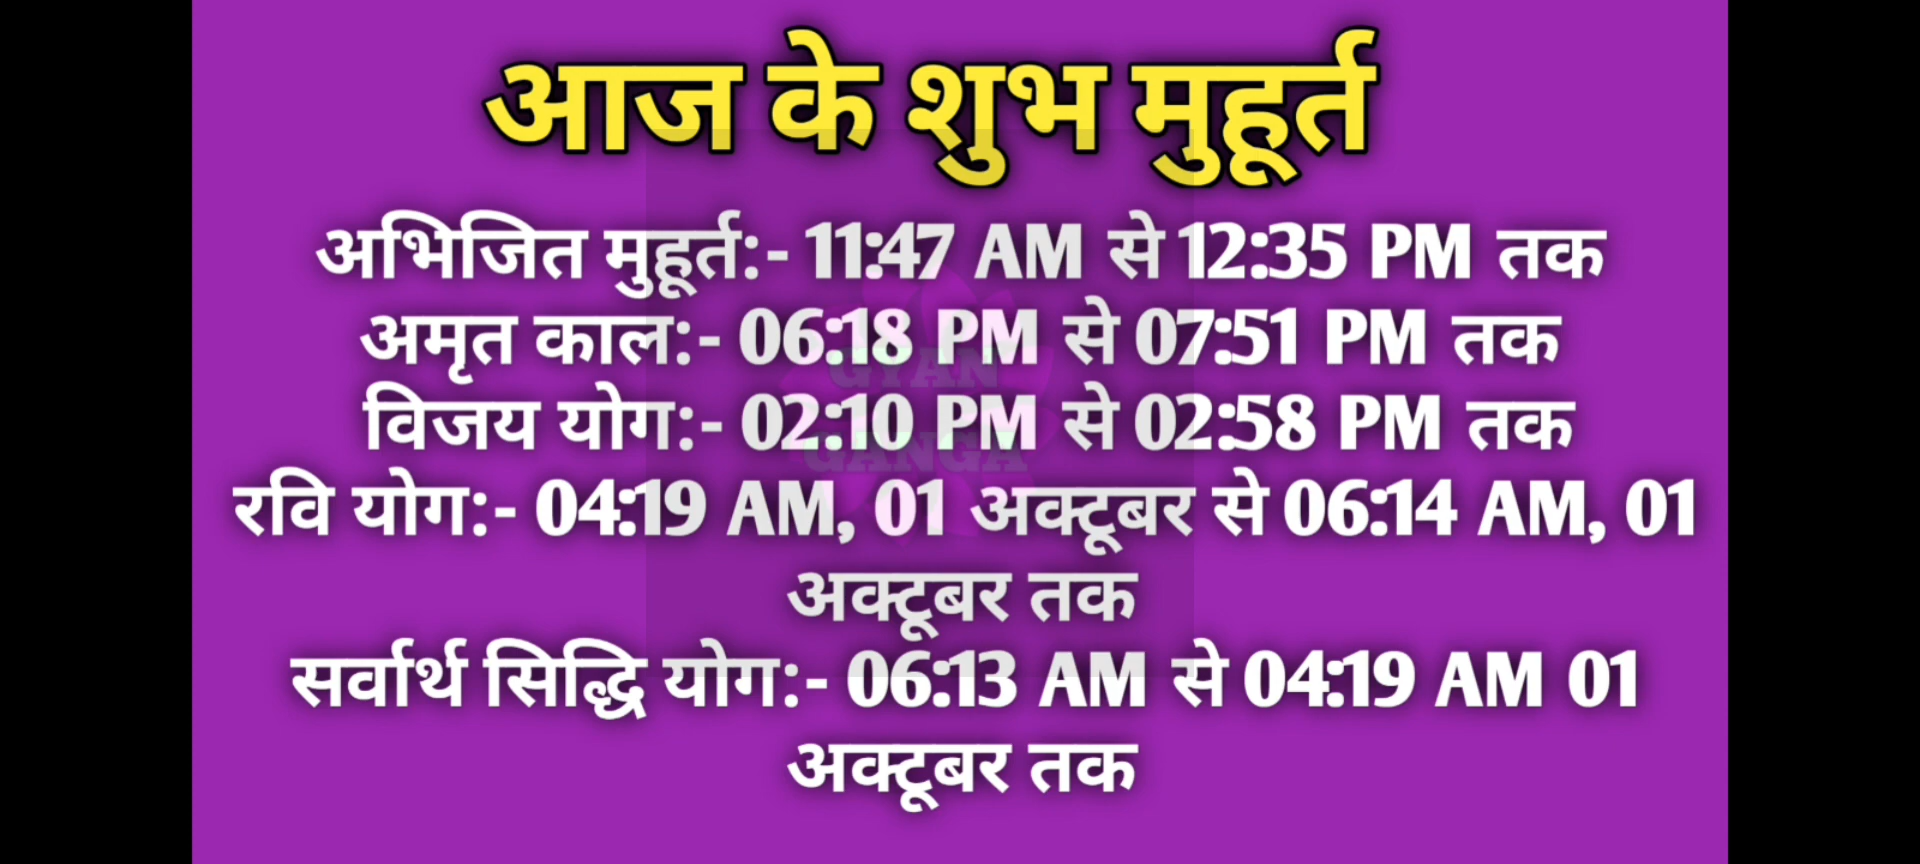 आज के शुभ मुहूर्त
अभिजित मुहूर्त:- 11:47 AM से 12:35 PM तक
अमृत काल:- 06:18 PM से 07:51 PM तक
GYAN
विजय योग:- 02:10 PM से 02:58 PM तक
GANGA
रवि योग:- 04:19 AM, 01 अक्टूबर से 06:14 AM, 01
अक्टूबर तक
सर्वार्थ सिद्धि योग:- 06:13 AM से 04:19 AM 01
अक्टूबर तक